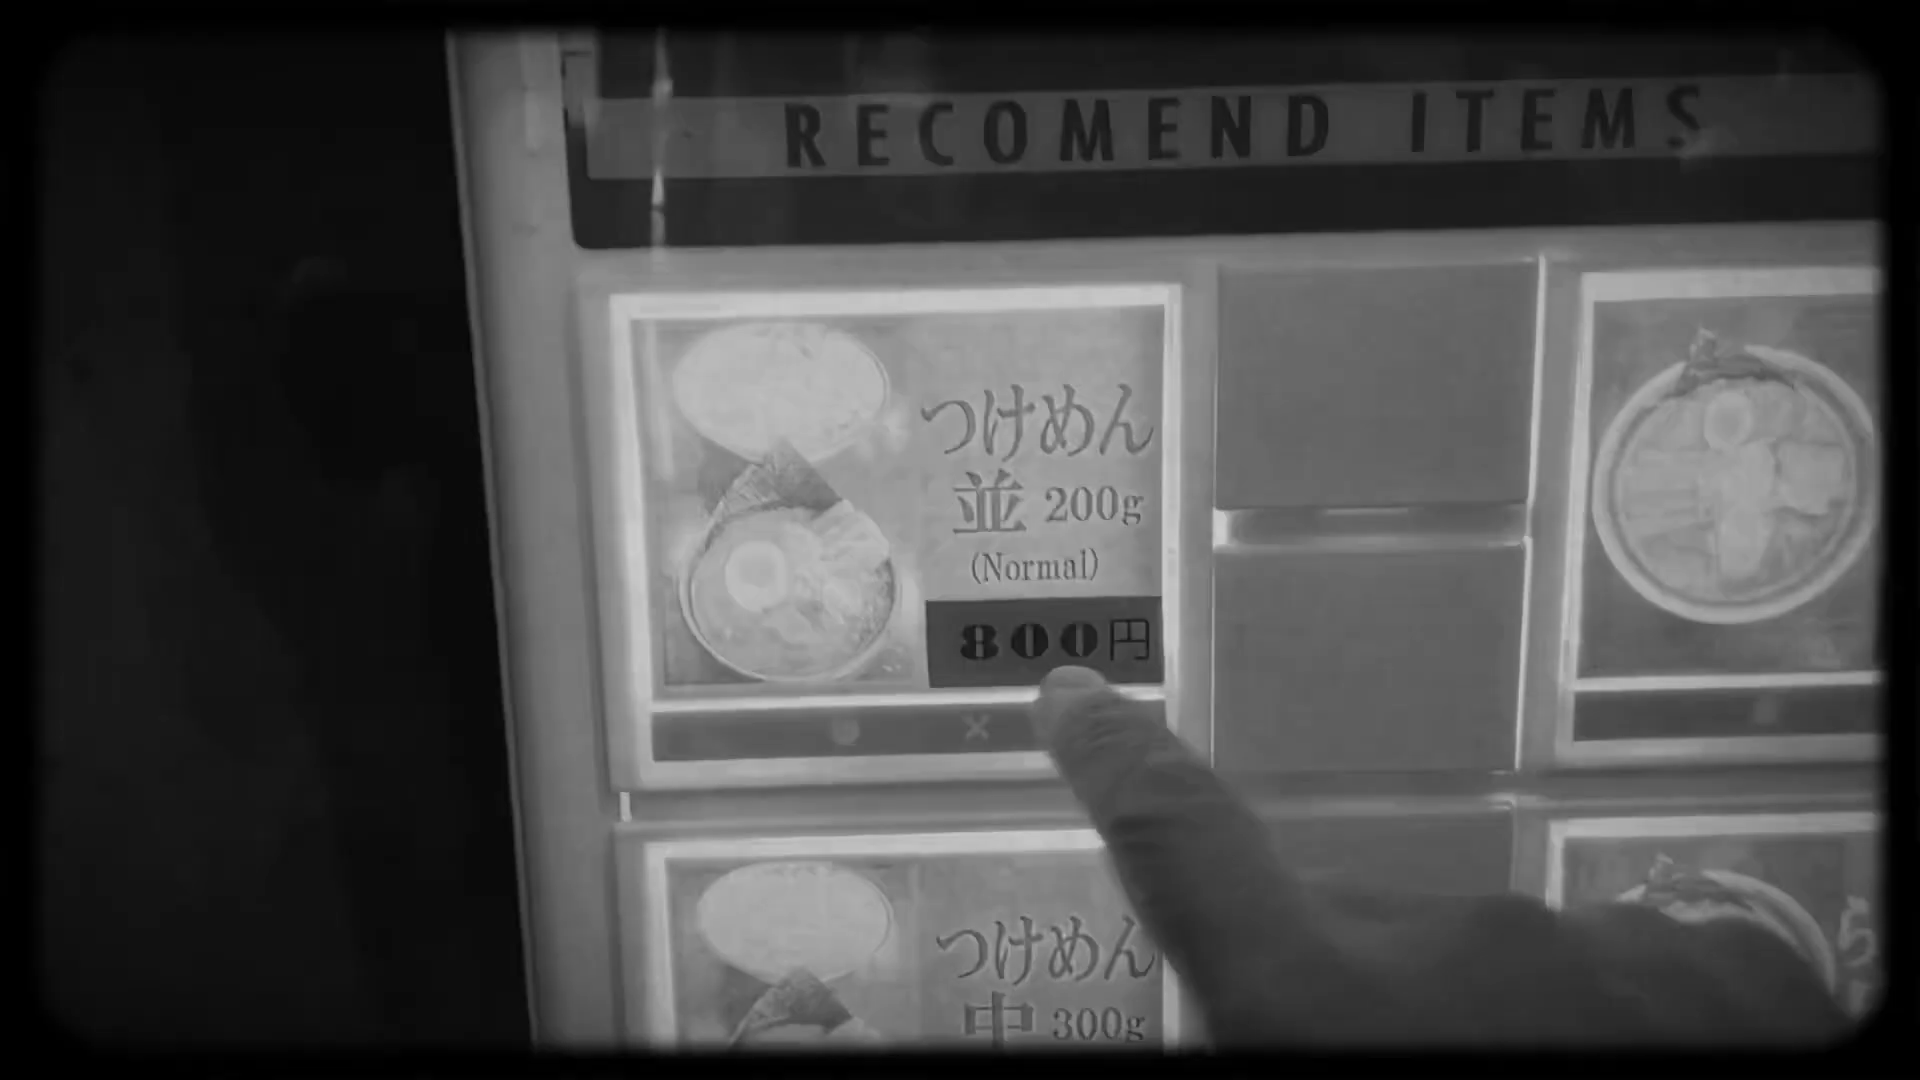 RECOMEND ITEMS
つけめん
並 200g
(Normal)
800円
×
つけめん
中 300g
5